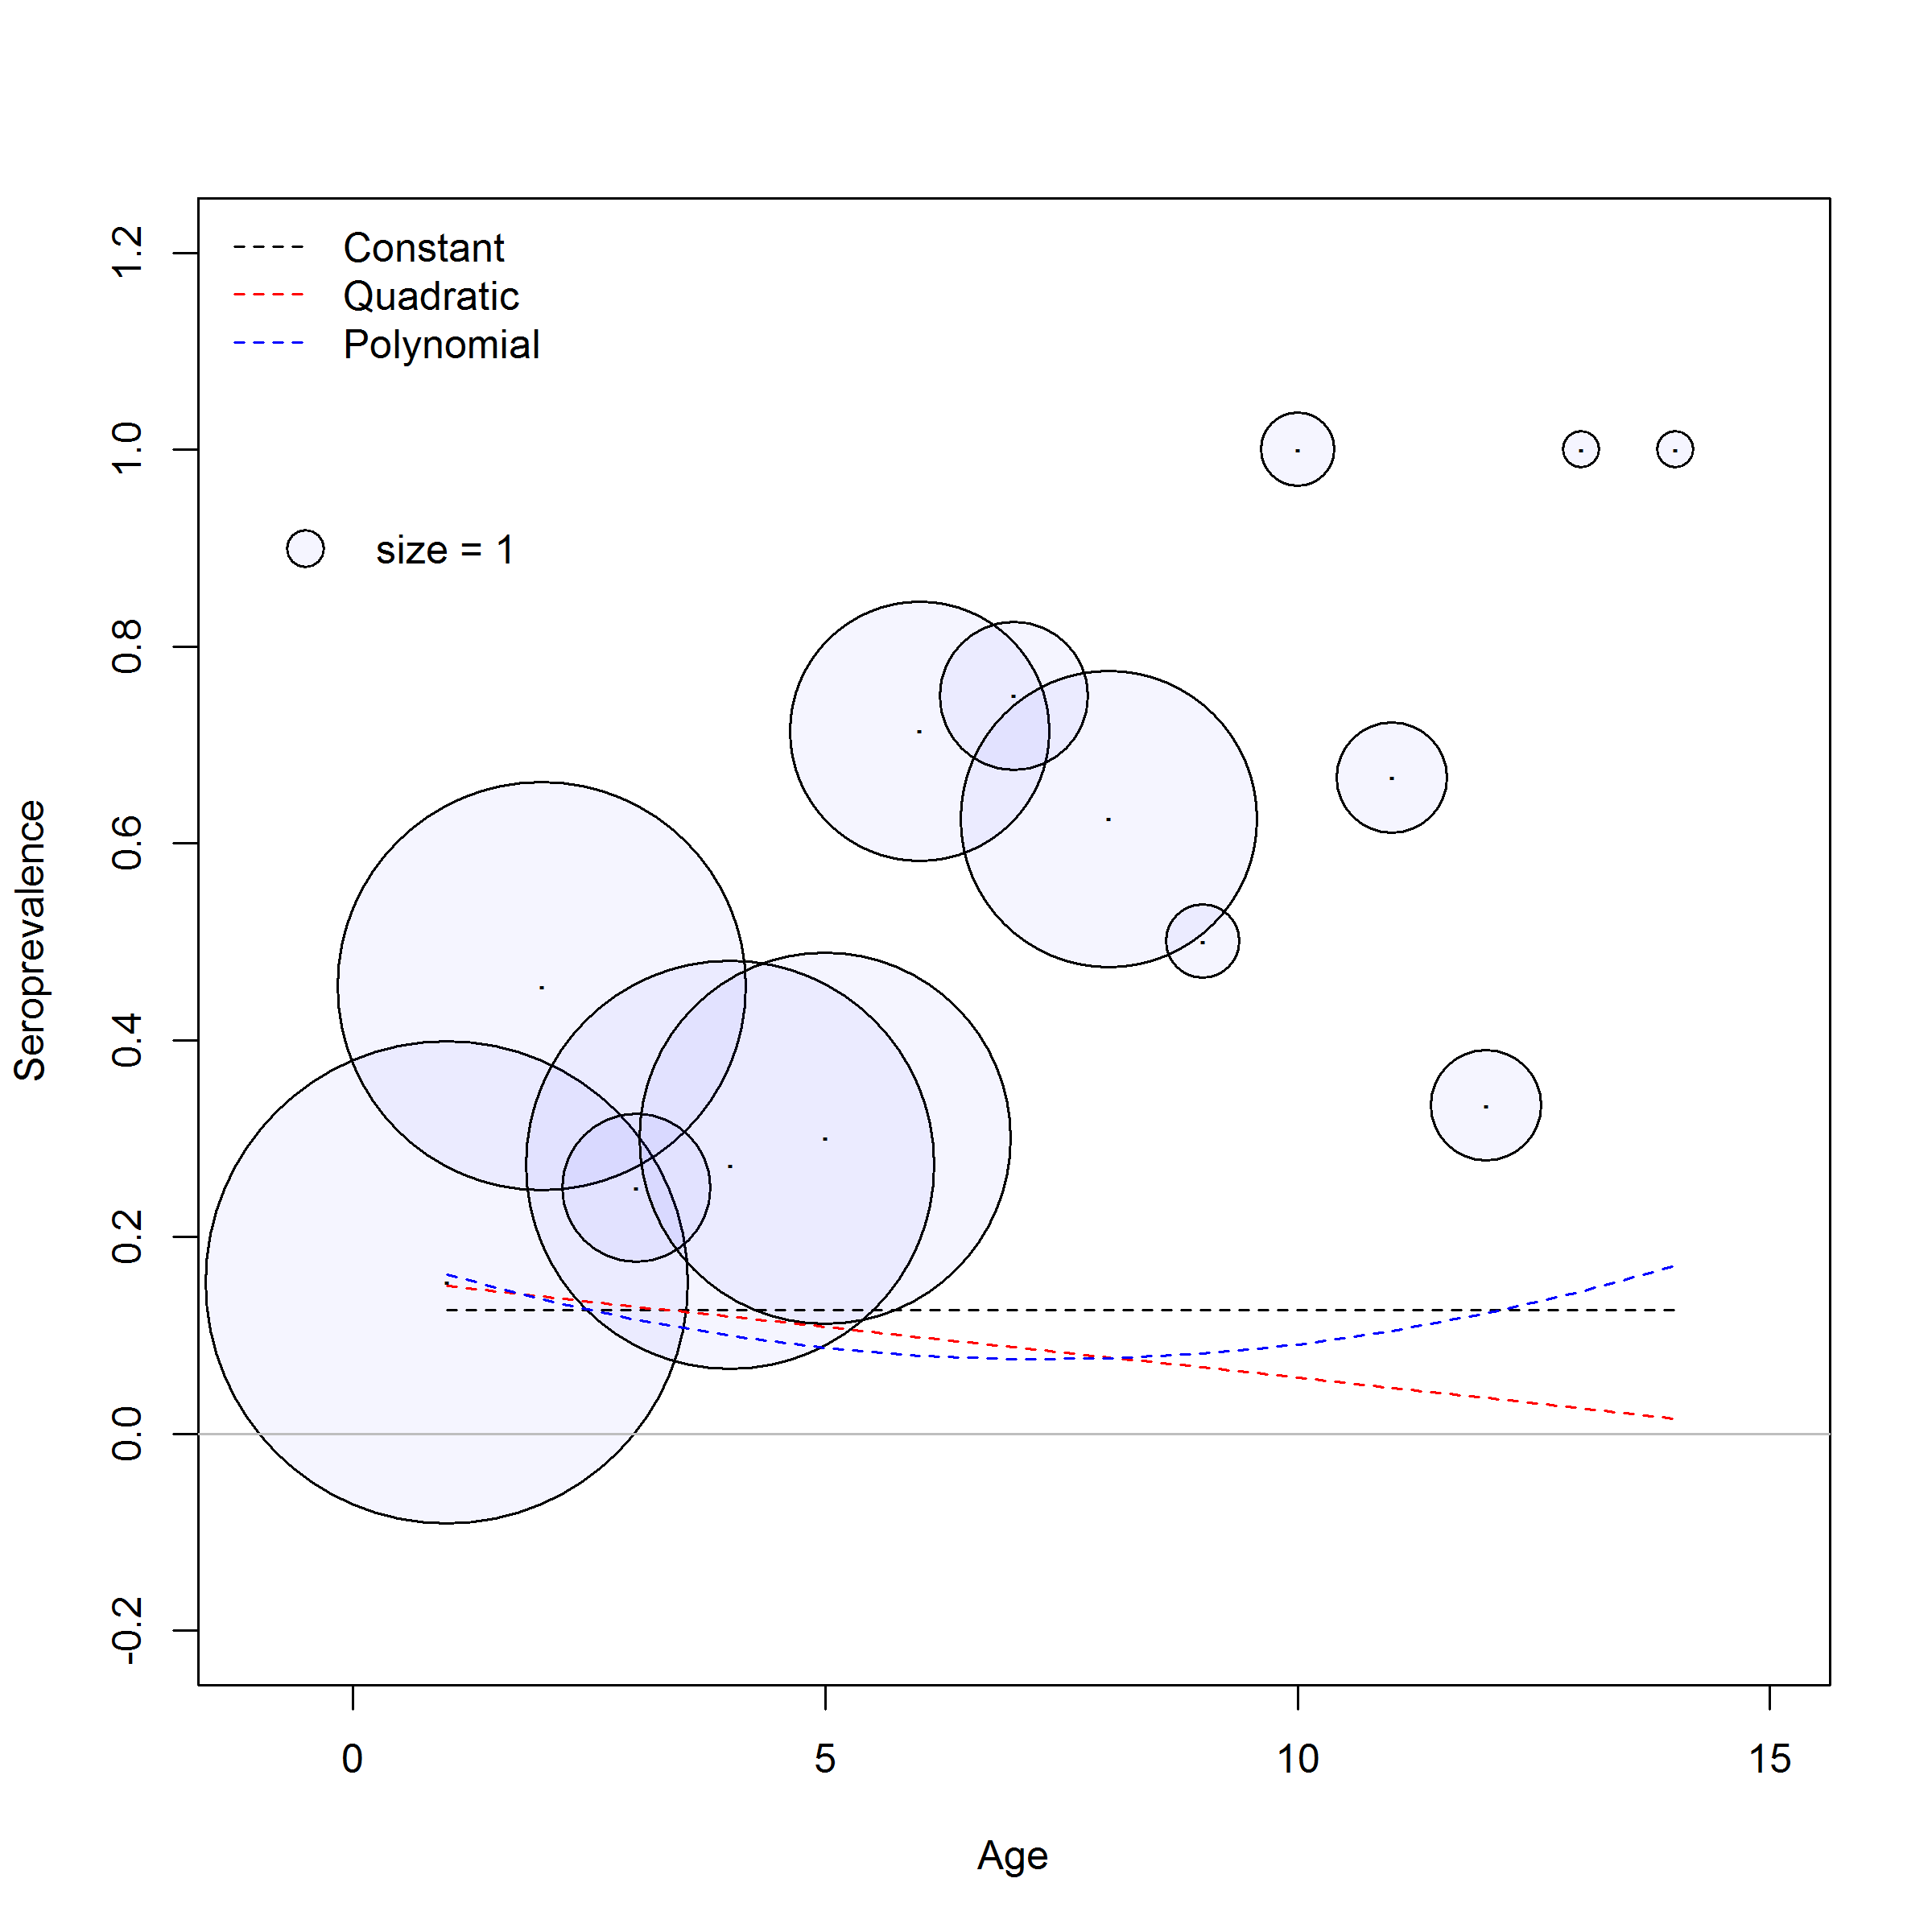 Constant
Quadratic
Polynomial
size = 1
Seroprevalence
1.2
1.0
0.8
0.6
0.4
0.2
0.0
-0.2
0 5 10 15
Age